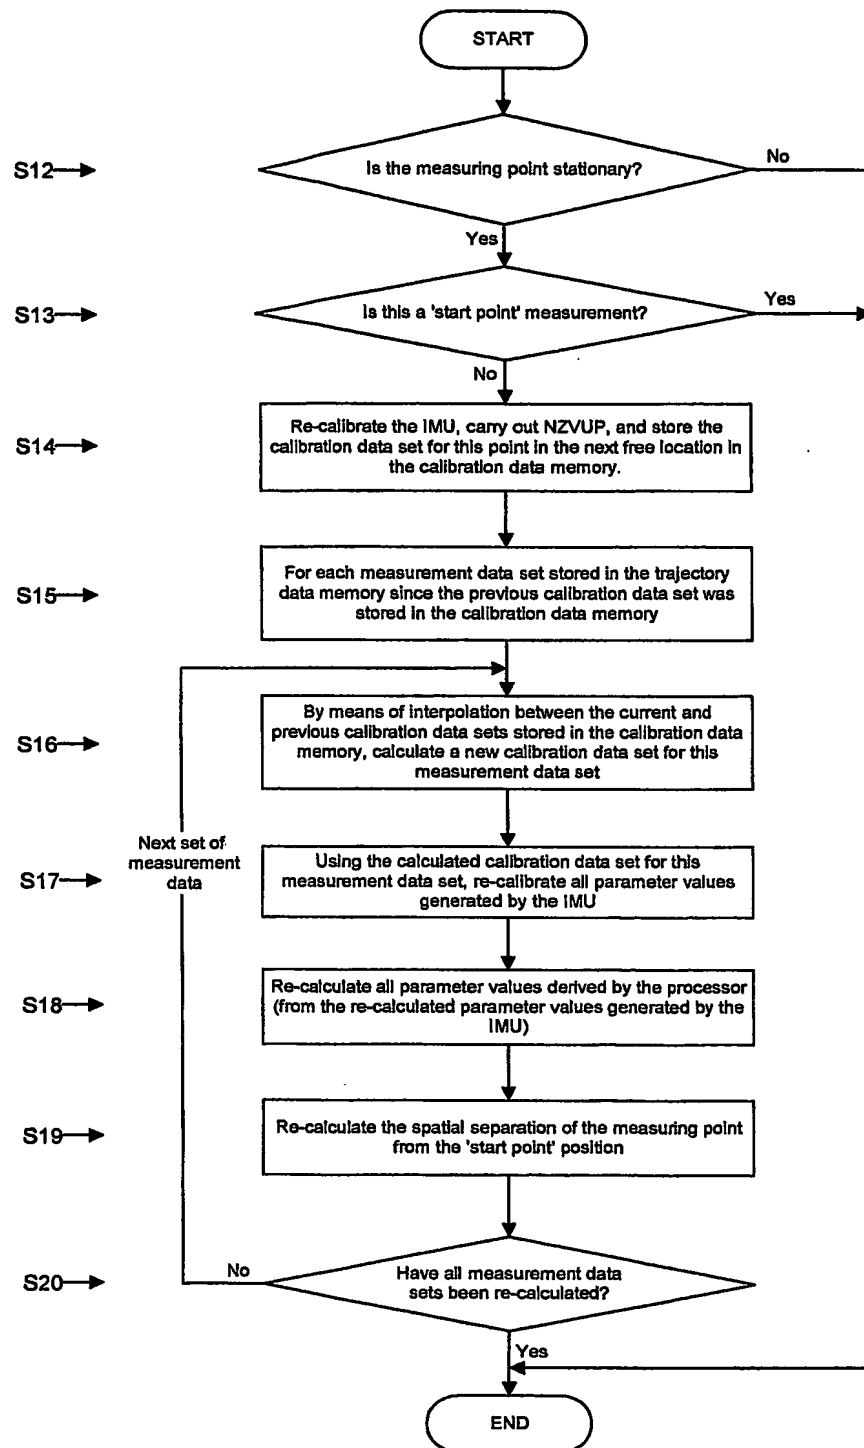 START
S12
Is the measuring point stationary?
No
Yes
S13
Is this a 'start point' measurement?
Yes
No
S14
Re-calibrate the IMU, carry out NZVUP, and store the
calibration data set for this point in the next free location in
the calibration data memory.
S15
For each measurement data set stored in the trajectory
data memory since the previous calibration data set was
stored in the calibration data memory
S16
By means of interpolation between the current and
previous calibration data sets stored in the calibration data
memory, calculate a new calibration data set for this
measurement data set
Next set of
measurement
data
S17
Using the calculated calibration data set for this
measurement data set, re-calibrate all parameter values
generated by the IMU
S18
Re-calculate all parameter values derived by the processor
(from the re-calculated parameter values generated by the
IMU)
S19
Re-calculate the spatial separation of the measuring point
from the 'start point' position
S20
No
Have all measurement data
sets been re-calculated?
Yes
END